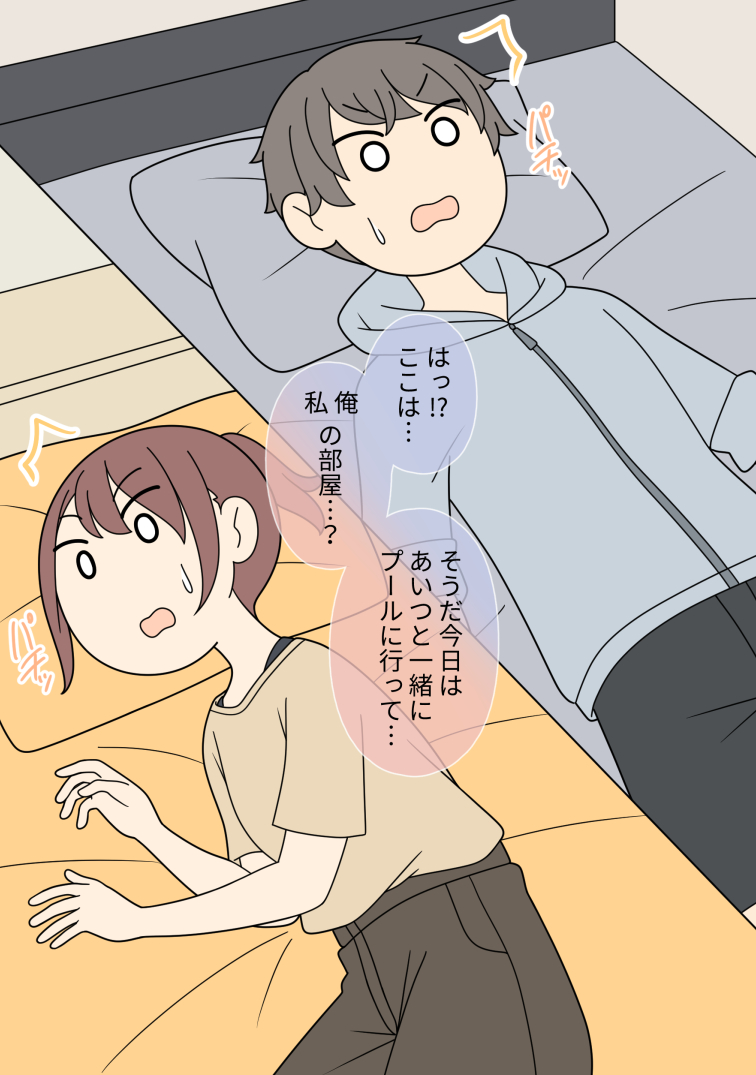 パチッ
はっ!?
ここは…
俺
私
の部屋…?
そうだ今日は
あいつと一緒に
プールに行って…
パチッ